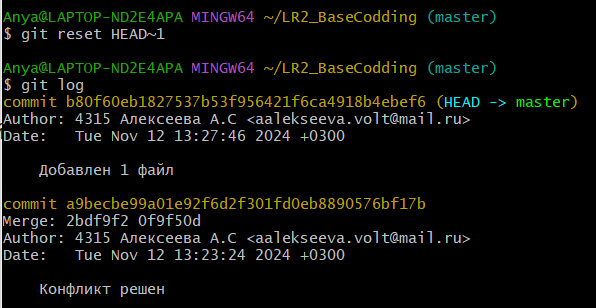 Anya@LAPTOP-ND2E4APA MINGW64 ~/LR2_BaseCodding (master)
$ git reset HEAD~1
Anya@LAPTOP-ND2E4APA MINGW64 ~/LR2_BaseCodding (master)
$ git log
commit b80f60eb1827537b53f956421f6ca4918b4ebef6 (HEAD -> master)
Author: 4315 Алексеева А.С <aalekseeva.volt@mail.ru>
Date:   Tue Nov 12 13:27:46 2024 +0300
Добавлен 1 файл
commit a9becbe99a01e92f6d2f301fd0eb8890576bf17b
Merge: 2bdf9f2 0f9f50d
Author: 4315 Алексеева А.С <aalekseeva.volt@mail.ru>
Date:   Tue Nov 12 13:23:24 2024 +0300
Конфликт решен